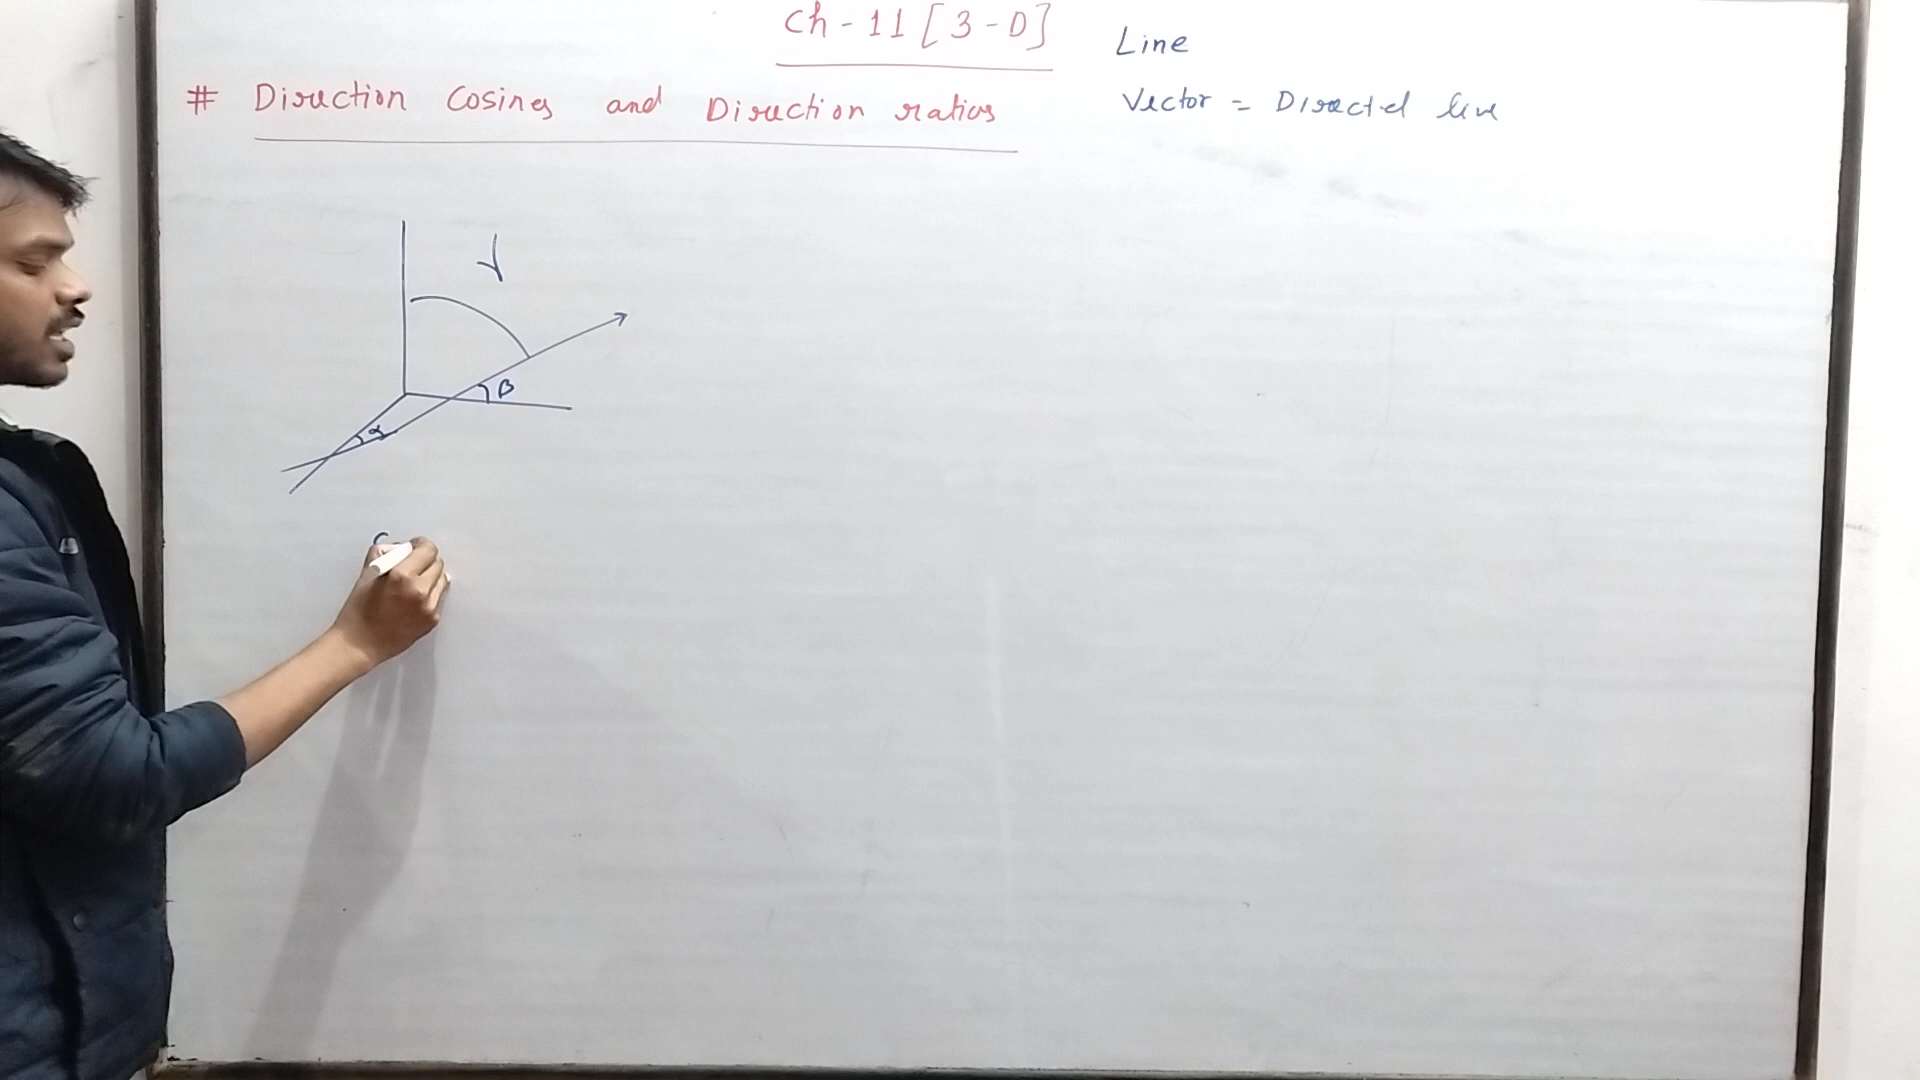 Ch - 11 [ 3 - D ]
Line
# Direction Cosines and Direction ratios
Vector = Directed line
γ
β
α
C